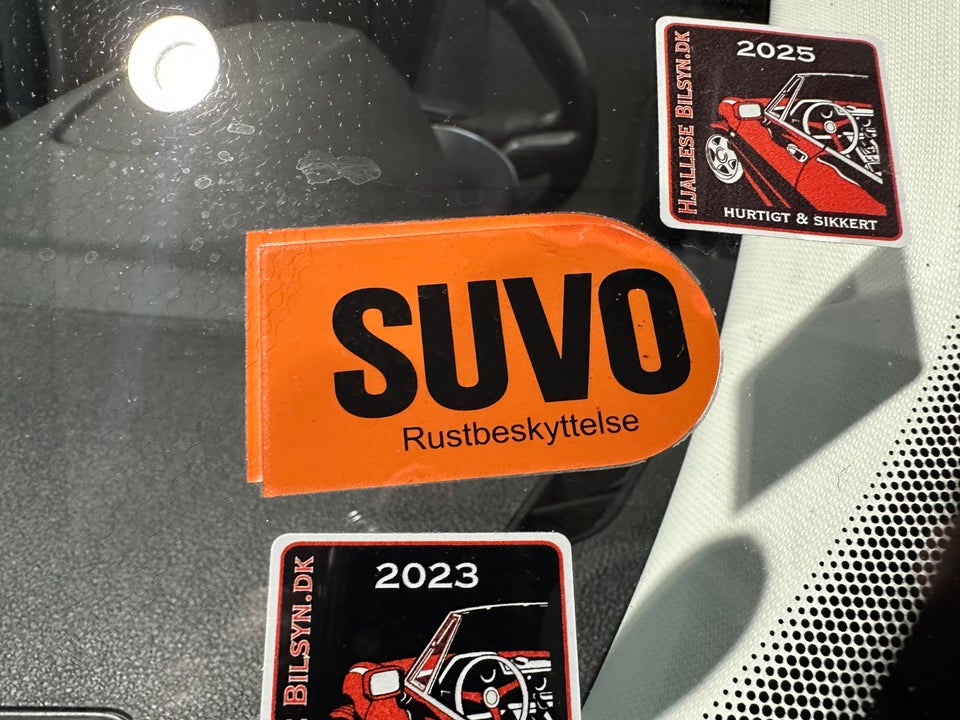 2025
HJALLESE BILSYN.DK
HURTIGT & SIKKERT
SUVO
Rustbeskyttelse
2023
BILSYN.DK